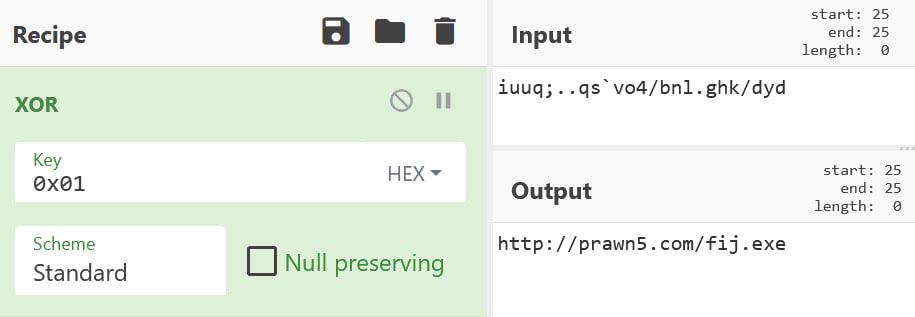 Recipe
XOR
Key
0x01
HEX
Scheme
Standard
Null preserving
Input
start: 25
end: 25
length: 0
iuuq;..qs`vo4/bnl.ghk/dyd
Output
start: 25
end: 25
length: 0
http://prawn5.com/fij.exe